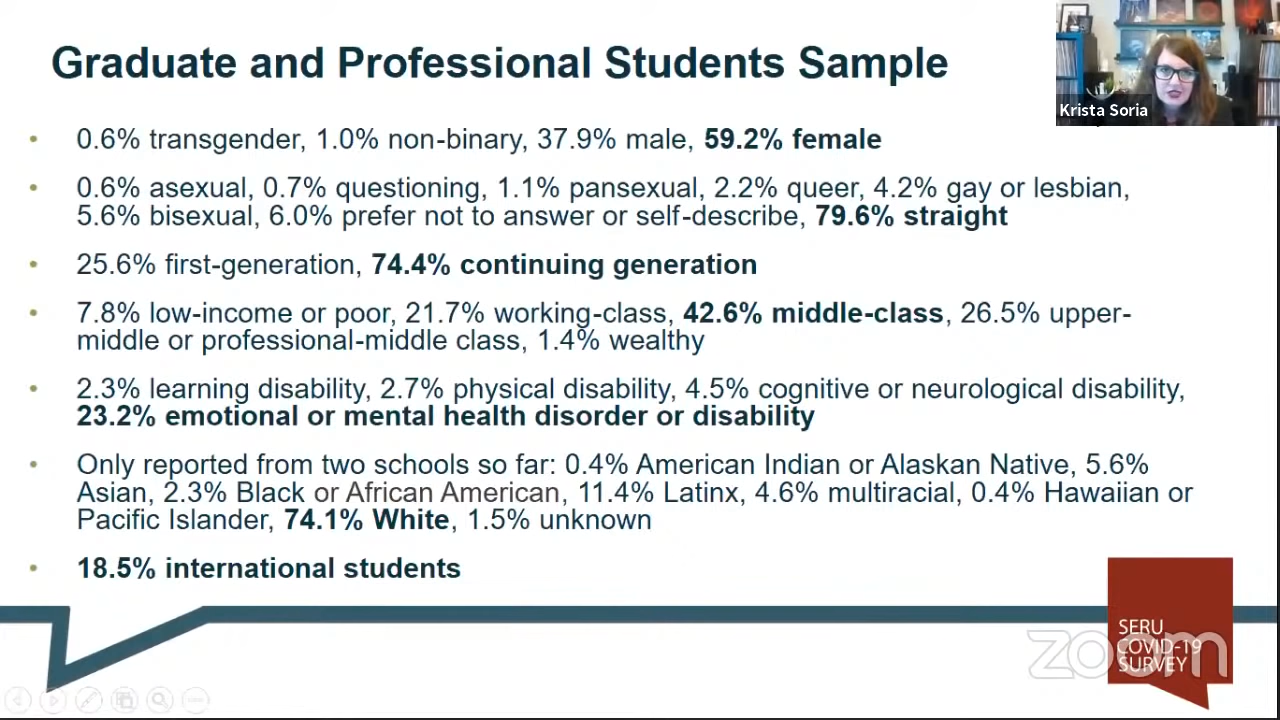 Graduate and Professional Students Sample
Krista Soria
• 0.6% transgender, 1.0% non-binary, 37.9% male, 59.2% female
• 0.6% asexual, 0.7% questioning, 1.1% pansexual, 2.2% queer, 4.2% gay or lesbian,
5.6% bisexual, 6.0% prefer not to answer or self-describe, 79.6% straight
• 25.6% first-generation, 74.4% continuing generation
• 7.8% low-income or poor, 21.7% working-class, 42.6% middle-class, 26.5% upper-
middle or professional-middle class, 1.4% wealthy
• 2.3% learning disability, 2.7% physical disability, 4.5% cognitive or neurological disability,
23.2% emotional or mental health disorder or disability
• Only reported from two schools so far: 0.4% American Indian or Alaskan Native, 5.6%
Asian, 2.3% Black or African American, 11.4% Latinx, 4.6% multiracial, 0.4% Hawaiian or
Pacific Islander, 74.1% White, 1.5% unknown
• 18.5% international students
SERU
COVID-19
SURVEY
zoom